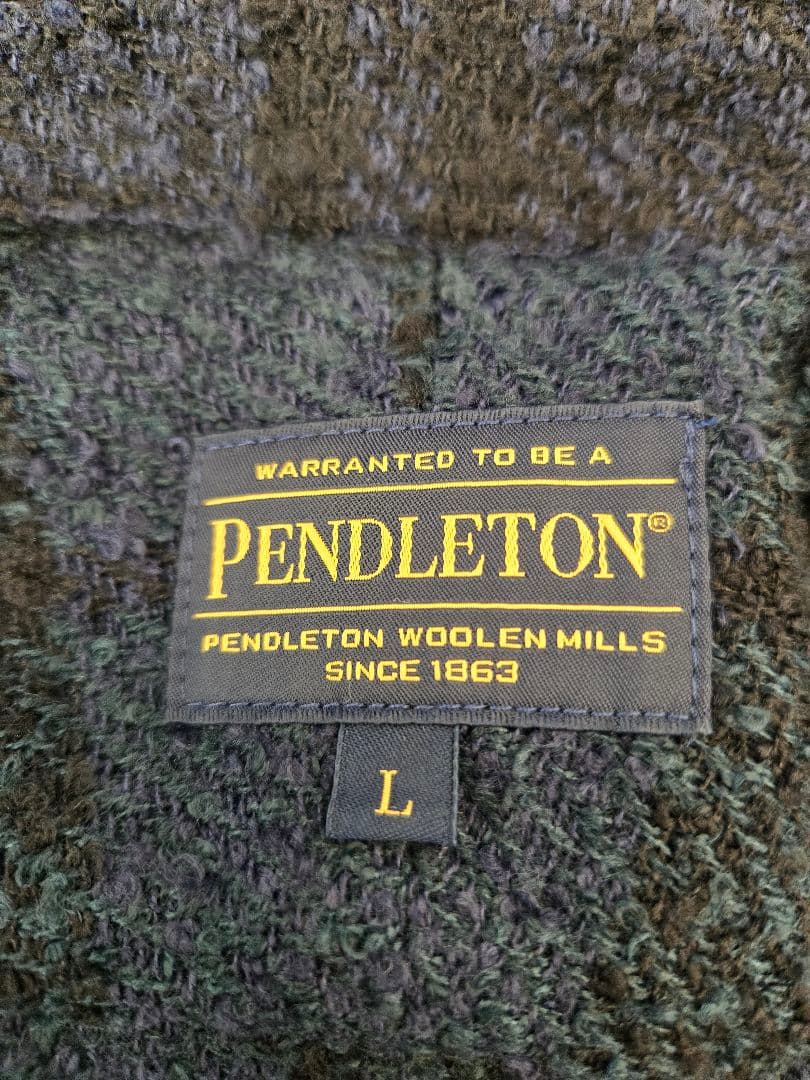 WARRANTED TO BE A
PENDLETON®
PENDLETON WOOLEN MILLS
SINCE 1863
L